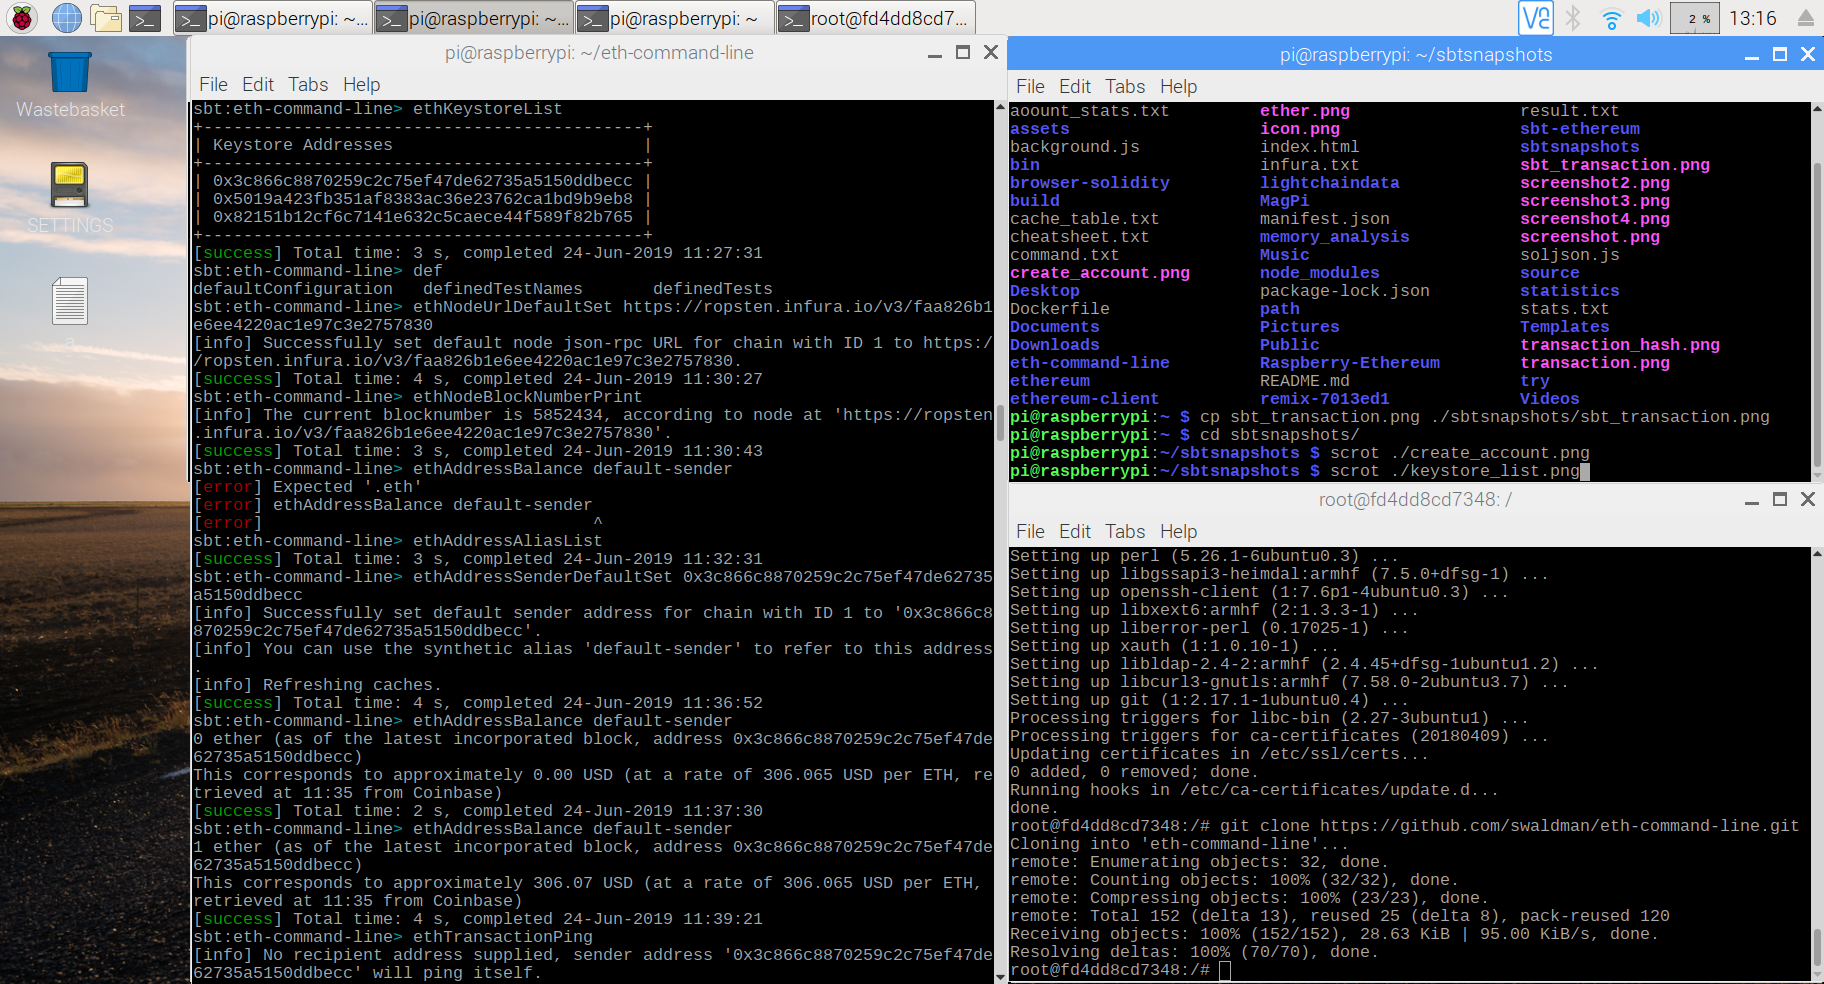 pi@raspberrypi: ~...
pi@raspberrypi: ~...
pi@raspberrypi: ~
root@fd4dd8cd7...
2 %
13:16
Wastebasket
SETTINGS
a
pi@raspberrypi: ~/eth-command-line
File Edit Tabs Help
sbt:eth-command-line> ethKeystoreList
+--------------------------------------------+
| Keystore Addresses                         |
+--------------------------------------------+
| 0x3c866c8870259c2c75ef47de62735a5150ddbecc |
| 0x5019a423fb351af8383ac36e23762ca1bd9b9eb8 |
| 0x82151b12cf6c7141e632c5caece44f589f82b765 |
+--------------------------------------------+
[success] Total time: 3 s, completed 24-Jun-2019 11:27:31
sbt:eth-command-line> def
defaultConfiguration   definedTestNames       definedTests
sbt:eth-command-line> ethNodeUrlDefaultSet https://ropsten.infura.io/v3/faa826b1
e6ee4220ac1e97c3e2757830
[info] Successfully set default node json-rpc URL for chain with ID 1 to https:/
/ropsten.infura.io/v3/faa826b1e6ee4220ac1e97c3e2757830.
[success] Total time: 4 s, completed 24-Jun-2019 11:30:27
sbt:eth-command-line> ethNodeBlockNumberPrint
[info] The current blocknumber is 5852434, according to node at 'https://ropsten
.infura.io/v3/faa826b1e6ee4220ac1e97c3e2757830'.
[success] Total time: 3 s, completed 24-Jun-2019 11:30:43
sbt:eth-command-line> ethAddressBalance default-sender
[error] Expected '.eth'
[error] ethAddressBalance default-sender
[error]                                 ^
sbt:eth-command-line> ethAddressAliasList
[success] Total time: 3 s, completed 24-Jun-2019 11:32:31
sbt:eth-command-line> ethAddressSenderDefaultSet 0x3c866c8870259c2c75ef47de62735
a5150ddbecc
[info] Successfully set default sender address for chain with ID 1 to '0x3c866c8
870259c2c75ef47de62735a5150ddbecc'.
[info] You can use the synthetic alias 'default-sender' to refer to this address
.
[info] Refreshing caches.
[success] Total time: 4 s, completed 24-Jun-2019 11:36:52
sbt:eth-command-line> ethAddressBalance default-sender
0 ether (as of the latest incorporated block, address 0x3c866c8870259c2c75ef47de
62735a5150ddbecc)
This corresponds to approximately 0.00 USD (at a rate of 306.065 USD per ETH, re
trieved at 11:35 from Coinbase)
[success] Total time: 2 s, completed 24-Jun-2019 11:37:30
sbt:eth-command-line> ethAddressBalance default-sender
1 ether (as of the latest incorporated block, address 0x3c866c8870259c2c75ef47de
62735a5150ddbecc)
This corresponds to approximately 306.07 USD (at a rate of 306.065 USD per ETH,
retrieved at 11:35 from Coinbase)
[success] Total time: 4 s, completed 24-Jun-2019 11:39:21
sbt:eth-command-line> ethTransactionPing
[info] No recipient address supplied, sender address '0x3c866c8870259c2c75ef47de
62735a5150ddbecc' will ping itself.
pi@raspberrypi: ~/sbtsnapshots
File Edit Tabs Help
aoount_stats.txt ether.png result.txt
assets icon.png sbt-ethereum
background.js index.html sbtsnapshots
bin infura.txt sbt_transaction.png
browser-solidity lightchaindata screenshot2.png
build MagPi screenshot3.png
cache_table.txt manifest.json screenshot4.png
cheatsheet.txt memory_analysis screenshot.png
command.txt Music soljson.js
create_account.png node_modules source
Desktop package-lock.json statistics
Dockerfile path stats.txt
Documents Pictures Templates
Downloads Public transaction_hash.png
eth-command-line Raspberry-Ethereum transaction.png
ethereum README.md try
ethereum-client remix-7013ed1 Videos
pi@raspberrypi:~ $ cp sbt_transaction.png ./sbtsnapshots/sbt_transaction.png
pi@raspberrypi:~ $ cd sbtsnapshots/
pi@raspberrypi:~/sbtsnapshots $ scrot ./create_account.png
pi@raspberrypi:~/sbtsnapshots $ scrot ./keystore_list.png
root@fd4dd8cd7348: /
File Edit Tabs Help
Setting up perl (5.26.1-6ubuntu0.3) ...
Setting up libgssapi3-heimdal:armhf (7.5.0+dfsg-1) ...
Setting up openssh-client (1:7.6p1-4ubuntu0.3) ...
Setting up libxext6:armhf (2:1.3.3-1) ...
Setting up liberror-perl (0.17025-1) ...
Setting up xauth (1:1.0.10-1) ...
Setting up libldap-2.4-2:armhf (2.4.45+dfsg-1ubuntu1.2) ...
Setting up libcurl3-gnutls:armhf (7.58.0-2ubuntu3.7) ...
Setting up git (1:2.17.1-1ubuntu0.4) ...
Processing triggers for libc-bin (2.27-3ubuntu1) ...
Processing triggers for ca-certificates (20180409) ...
Updating certificates in /etc/ssl/certs...
0 added, 0 removed; done.
Running hooks in /etc/ca-certificates/update.d...
done.
root@fd4dd8cd7348:/# git clone https://github.com/swaldman/eth-command-line.git
Cloning into 'eth-command-line'...
remote: Enumerating objects: 32, done.
remote: Counting objects: 100% (32/32), done.
remote: Compressing objects: 100% (23/23), done.
remote: Total 152 (delta 13), reused 25 (delta 8), pack-reused 120
Receiving objects: 100% (152/152), 28.63 KiB | 95.00 KiB/s, done.
Resolving deltas: 100% (70/70), done.
root@fd4dd8cd7348:/#